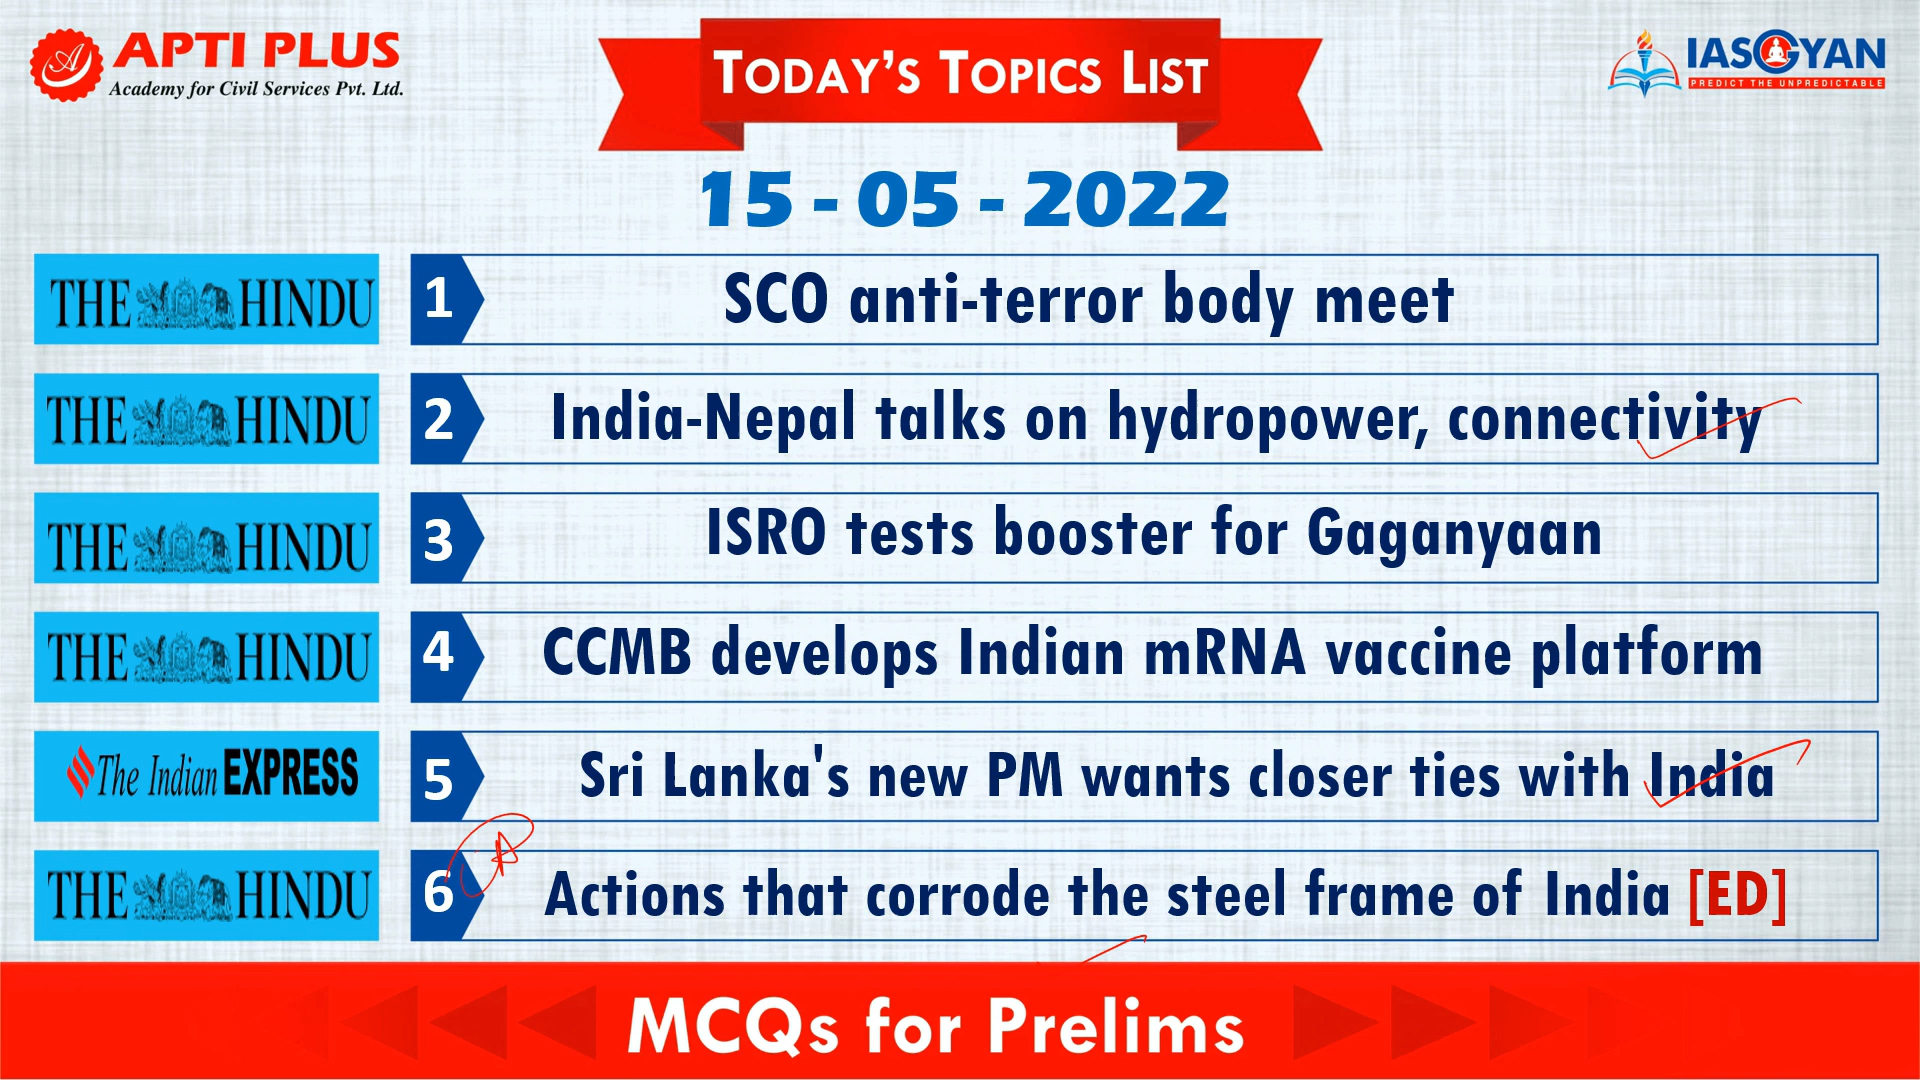 APTI PLUS
Academy for Civil Services Pvt. Ltd.
TODAY'S TOPICS LIST
IASGYAN
PREDICT THE UNPREDICTABLE
15 - 05 - 2022
THE HINDU 1 SCO anti-terror body meet
THE HINDU 2 India-Nepal talks on hydropower, connectivity
THE HINDU 3 ISRO tests booster for Gaganyaan
THE HINDU 4 CCMB develops Indian mRNA vaccine platform
The Indian EXPRESS 5 Sri Lanka's new PM wants closer ties with India
THE HINDU 6 Actions that corrode the steel frame of India [ED]
MCQs for Prelims